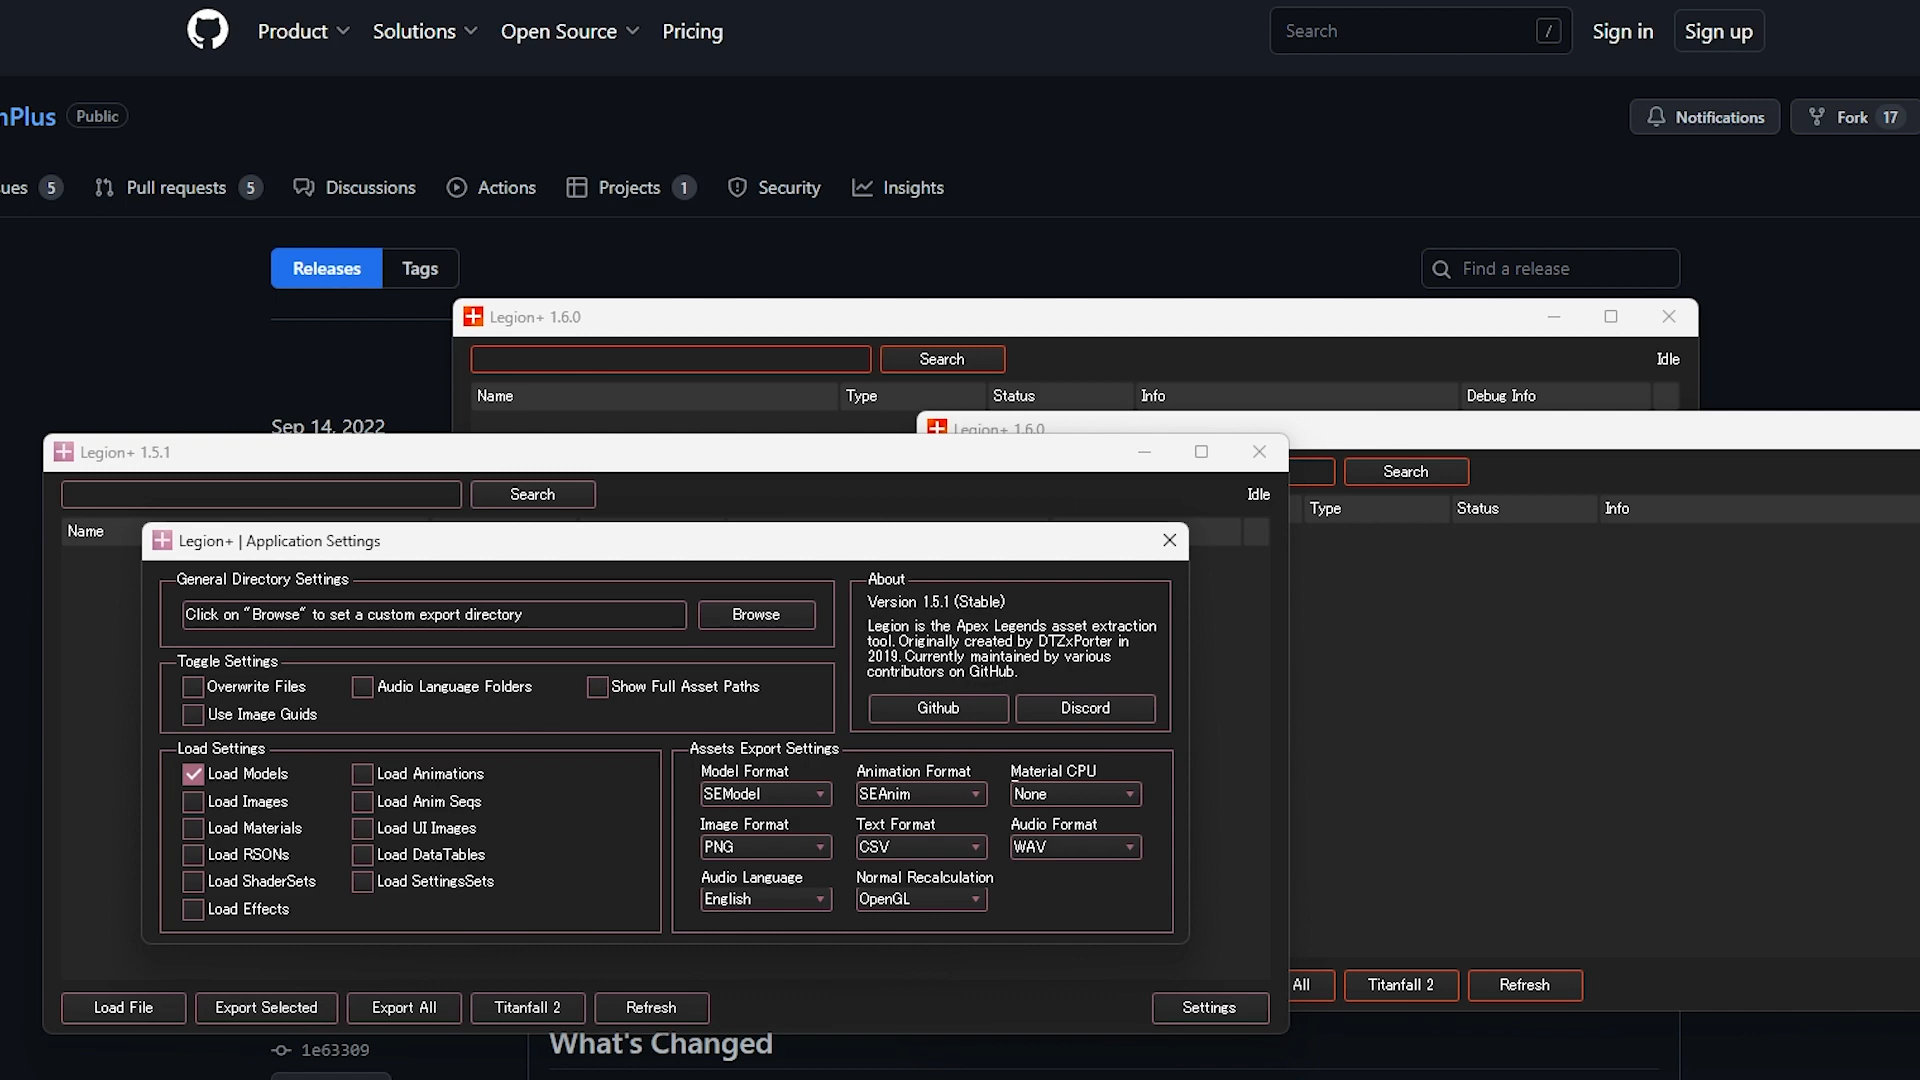 Product
Solutions
Open Source
Pricing
Search
/
Sign in
Sign up
nPlus
Public
Notifications
Fork 17
ues 5
Pull requests 5
Discussions
Actions
Projects 1
Security
Insights
Releases
Tags
Find a release
Legion+ 1.6.0
Search
Idle
Name
Type
Status
Info
Debug Info
Sep 14, 2022
Legion+ 1.6.0
Search
Type
Status
Info
All
Titanfall 2
Refresh
Legion+ 1.5.1
Search
Idle
Name
Legion+ | Application Settings
General Directory Settings
Click on "Browse" to set a custom export directory
Browse
Toggle Settings
Overwrite Files
Audio Language Folders
Show Full Asset Paths
Use Image Guids
About
Version 1.5.1 (Stable)
Legion is the Apex Legends asset extraction
tool. Originally created by DTZxPorter in
2019. Currently maintained by various
contributors on GitHub.
Github
Discord
Load Settings
Load Models
Load Animations
Load Images
Load Anim Seqs
Load Materials
Load UI Images
Load RSONs
Load DataTables
Load ShaderSets
Load SettingsSets
Load Effects
Assets Export Settings
Model Format
Animation Format
Material CPU
SEModel
SEAnim
None
Image Format
Text Format
Audio Format
PNG
CSV
WAV
Audio Language
Normal Recalculation
English
OpenGL
Load File
Export Selected
Export All
Titanfall 2
Refresh
Settings
1e63309
What's Changed